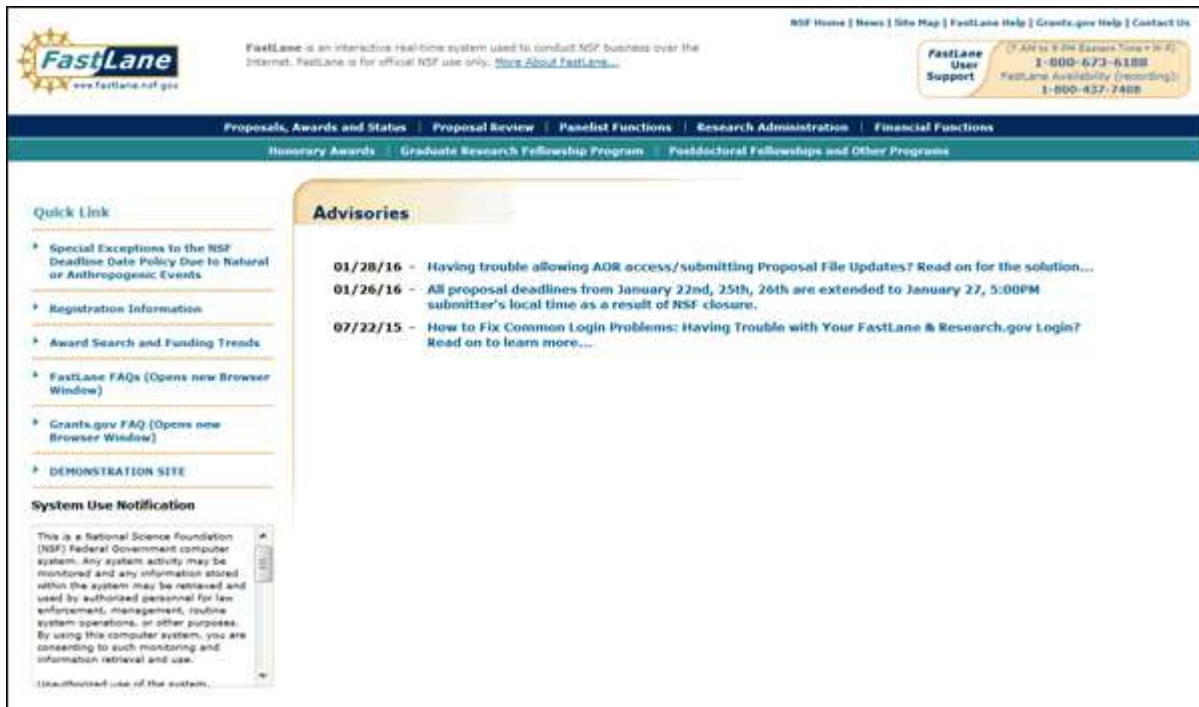 NSF Home | News | Site Map | FastLane Help | Grants.gov Help | Contact Us
FastLane
www.fastlane.nsf.gov
FastLane is an interactive real-time system used to conduct NSF business over the
Internet. FastLane is for official NSF use only. More About FastLane...
FastLane
User
Support
(7 AM to 9 PM Eastern Time • M-F)
1-800-673-6188
FastLane Availability (recording):
1-800-437-7408
Proposals, Awards and Status | Proposal Review | Panelist Functions | Research Administration | Financial Functions
Honorary Awards | Graduate Research Fellowship Program | Postdoctoral Fellowships and Other Programs
Quick Link
Special Exceptions to the NSF
Deadline Date Policy Due to Natural
or Anthropogenic Events
Registration Information
Award Search and Funding Trends
FastLane FAQs (Opens new Browser
Window)
Grants.gov FAQ (Opens new
Browser Window)
DEMONSTRATION SITE
System Use Notification
This is a National Science Foundation
(NSF) Federal Government computer
system. Any system activity may be
monitored and any information stored
within the system may be retrieved and
used by authorized personnel for law
enforcement, management, routine
system operations, or other purposes.
By using this computer system, you are
consenting to such monitoring and
information retrieval and use.
Unauthorized use of the system,
Advisories
01/28/16 - Having trouble allowing AOR access/submitting Proposal File Updates? Read on for the solution...
01/26/16 - All proposal deadlines from January 22nd, 25th, 26th are extended to January 27, 5:00PM
submitter's local time as a result of NSF closure.
07/22/15 - How to Fix Common Login Problems: Having Trouble with Your FastLane & Research.gov Login?
Read on to learn more...